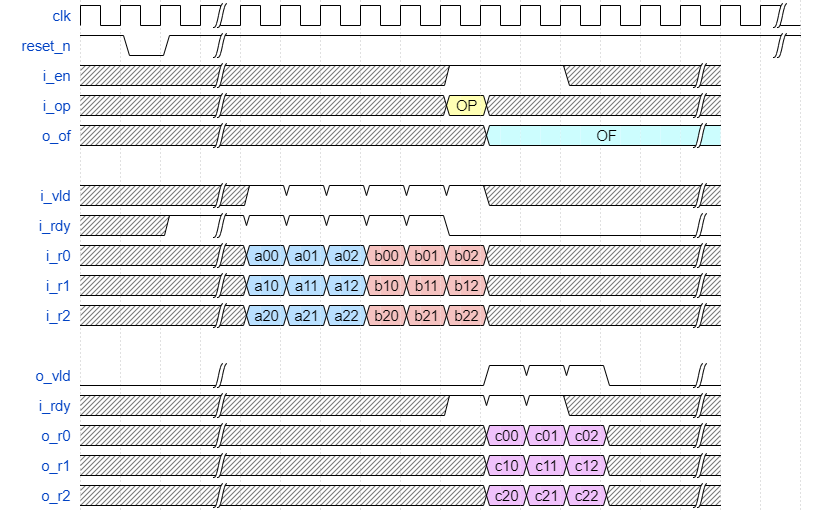 clk
reset_n
i_en
i_op OP
o_of OF
i_vld
i_rdy
i_r0 a00 a01 a02 b00 b01 b02
i_r1 a10 a11 a12 b10 b11 b12
i_r2 a20 a21 a22 b20 b21 b22
o_vld
i_rdy
o_r0 c00 c01 c02
o_r1 c10 c11 c12
o_r2 c20 c21 c22